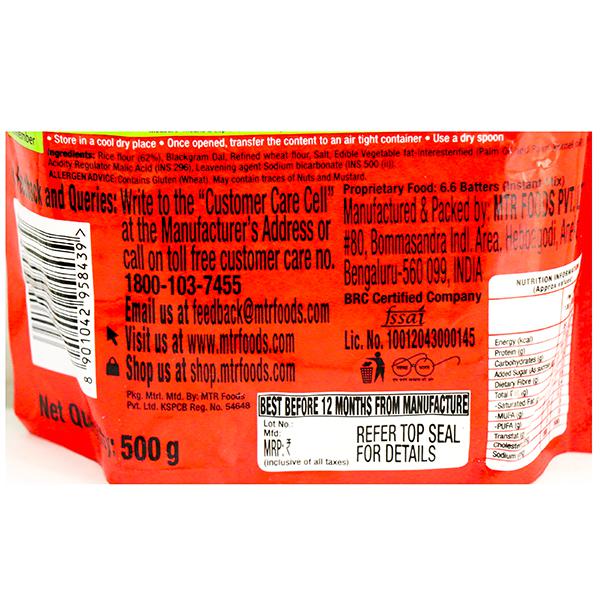 • Store in a cool dry place • Once opened, transfer the content to an air tight container • Use a dry spoon
Ingredients: Rice flour (62%), Blackgram Dal, Refined wheat flour, Salt, Edible Vegetable fat-Interesterified (Palm
Acidity Regulator Malic Acid (INS 296), Leavening agent Sodium bicarbonate (INS 500 (ii)).
ALLERGEN ADVICE: Contains Gluten (Wheat). May contain traces of Nuts and Mustard.
and Queries:
Write to the “Customer Care Cell”
at the Manufacturer's Address or
call on toll free customer care no.
1800-103-7455
Email us at feedback@mtrfoods.com
Visit us at www.mtrfoods.com
Shop us at shop.mtrfoods.com
Pkg. Mtrl. Mfd. By: MTR Foods
Pvt. Ltd. KSPCB Reg. No. 54648
8 901042 958439
Net
500 g
Proprietary Food: 6.6 Batters (Instant Mix)
Manufactured & Packed by: MTR FOODS PVT.
#80, Bommasandra Indl. Area, Hebbagodi,
Bengaluru-560 099, INDIA
BRC Certified Company
fssai
Lic. No. 10012043000145
BEST BEFORE 12 MONTHS FROM MANUFACTURE
Lot No.:
Mfd:
MRP: ₹
(inclusive of all taxes)
REFER TOP SEAL
FOR DETAILS
NUTRITION
(Approx
Energy (kcal)
Protein (g)
Carbohydrates (g)
Added Sugar
Dietary Fibre (g)
Total
-Saturated
-MUFA (g)
-PUFA (g)
Transfat
Sodium